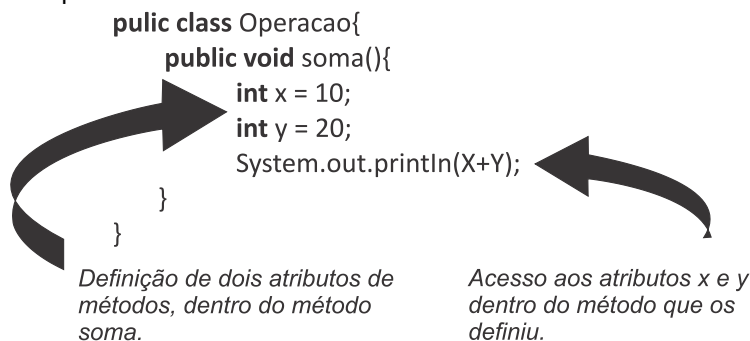 pulic class Operacao{
public void soma(){
int x = 10;
int y = 20;
System.out.printIn(X+Y);
}
}
Definição de dois atributos de
métodos, dentro do método
soma.
Acesso aos atributos x e y
dentro do método que os
definiu.